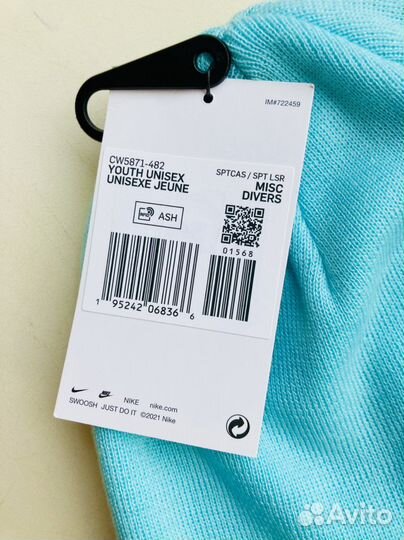 IM#722459
CW5871-482
YOUTH UNISEX
UNISEXE JEUNE
SPTCAS / SPT LSR
MISC
DIVERS
RFID
ASH
01568
1 95242 06836 6
NIKE nike.com
SWOOSH JUST DO IT ©2021 Nike
Avito